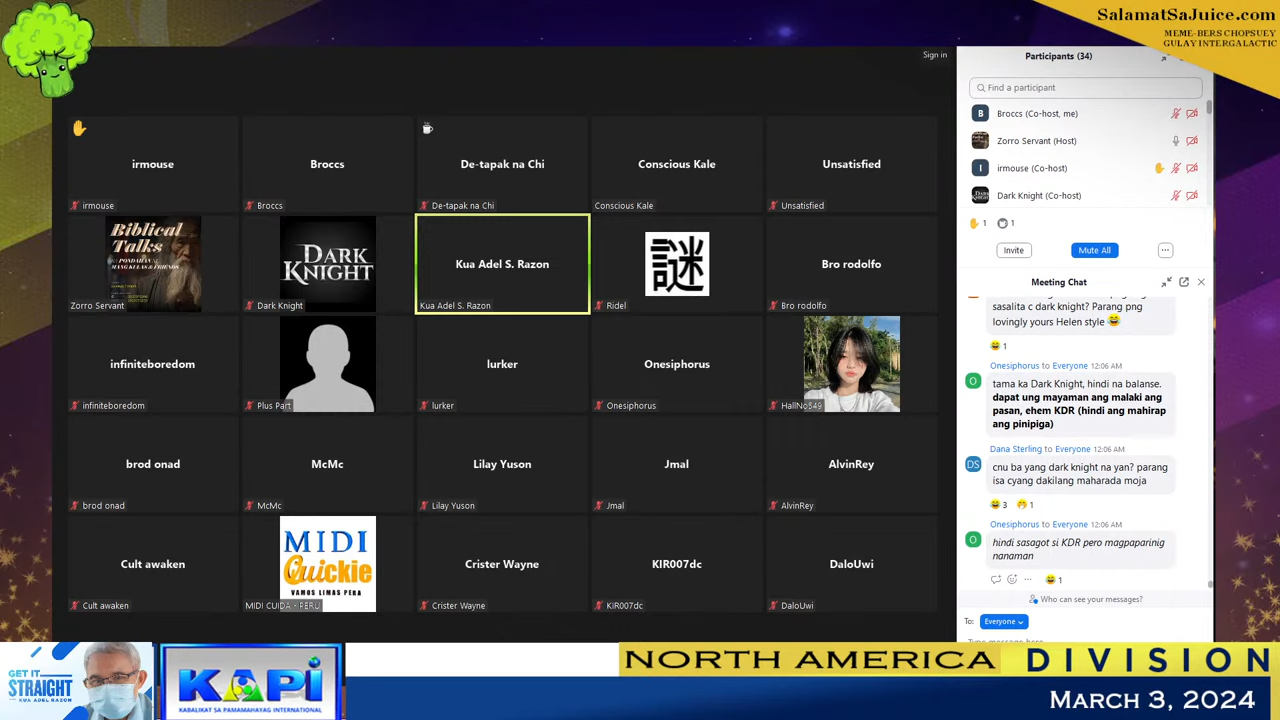 SalamatSaJuice.com
MEME-BERS CHOPSUEY
GULAY INTERGALACTIC
Sign in
irmouse
irmouse
Broccs
Broccs
De-tapak na Chi
De-tapak na Chi
Conscious Kale
Conscious Kale
Unsatisfied
Unsatisfied
Biblical
Talks
Zorro Servant
DARK
KNIGHT
Dark Knight
Kua Adel S. Razon
Kua Adel S. Razon
謎
Ridel
Bro rodolfo
Bro rodolfo
infiniteboredom
infiniteboredom
Plus Part
lurker
lurker
Onesiphorus
Onesiphorus
HallNo549
brod onad
brod onad
McMc
McMc
Lilay Yuson
Lilay Yuson
Jmal
Jmal
AlvinRey
AlvinRey
Cult awaken
Cult awaken
MIDI
Quickie
VAMOS LIMAS PERA
MIDI CUIDA - PERU
Crister Wayne
Crister Wayne
KIR007dc
KIR007dc
DaloUwi
DaloUwi
Participants (34)
Find a participant
B Broccs (Co-host, me)
Zorro Servant (Host)
I irmouse (Co-host)
Dark Knight (Co-host)
1 1
Invite Mute All ...
Meeting Chat
sasalita c dark knight? Parang png
lovingly yours Helen style
1
Onesiphorus to Everyone 12:06 AM
O
tama ka Dark Knight, hindi na balanse.
dapat ung mayaman ang malaki ang
pasan, ehem KDR (hindi ang mahirap
ang pinipiga)
Dana Sterling to Everyone 12:06 AM
DS
cnu ba yang dark knight na yan? parang
isa cyang dakilang maharada moja
3 1
Onesiphorus to Everyone 12:06 AM
O
hindi sasagot si KDR pero magpaparinig
nanaman
1
Who can see your messages?
To: Everyone
Type message here
GET IT
STRAIGHT
KUA ADEL RAZON
KAPI
KABALIKAT SA PAMAMAHAYAG INTERNATIONAL
NORTH AMERICA DIVISION
MARCH 3, 2024